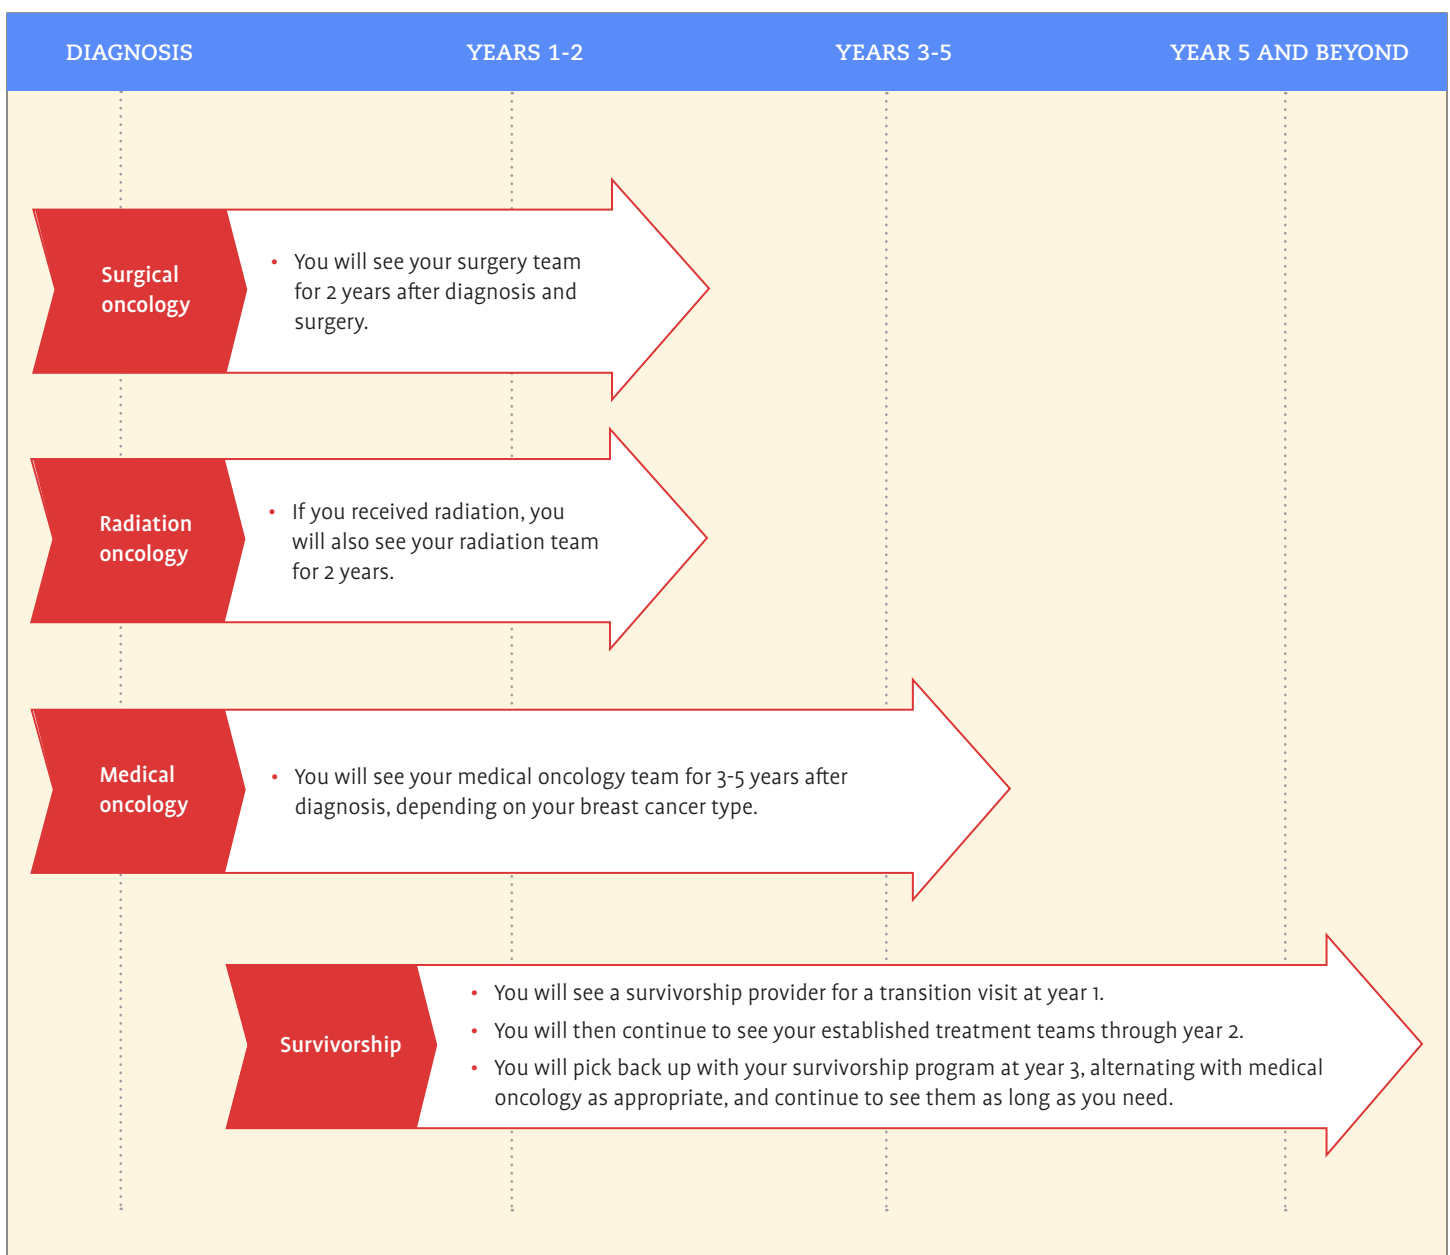 DIAGNOSIS
YEARS 1-2
YEARS 3-5
YEAR 5 AND BEYOND
Surgical
oncology
• You will see your surgery team
for 2 years after diagnosis and
surgery.
Radiation
oncology
• If you received radiation, you
will also see your radiation team
for 2 years.
Medical
oncology
• You will see your medical oncology team for 3-5 years after
diagnosis, depending on your breast cancer type.
Survivorship
• You will see a survivorship provider for a transition visit at year 1.
• You will then continue to see your established treatment teams through year 2.
• You will pick back up with your survivorship program at year 3, alternating with medical
oncology as appropriate, and continue to see them as long as you need.